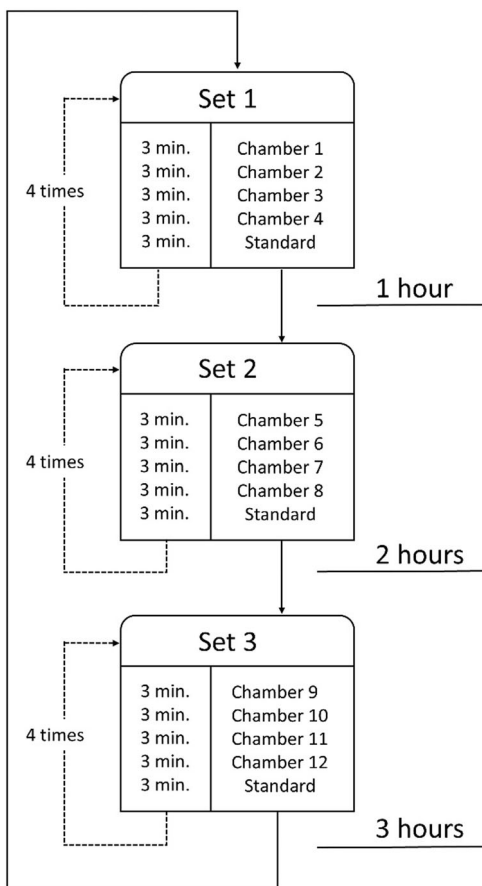 Set 1
3 min. Chamber 1
3 min. Chamber 2
3 min. Chamber 3
3 min. Chamber 4
3 min. Standard
4 times
1 hour
Set 2
3 min. Chamber 5
3 min. Chamber 6
3 min. Chamber 7
3 min. Chamber 8
3 min. Standard
4 times
2 hours
Set 3
3 min. Chamber 9
3 min. Chamber 10
3 min. Chamber 11
3 min. Chamber 12
3 min. Standard
4 times
3 hours